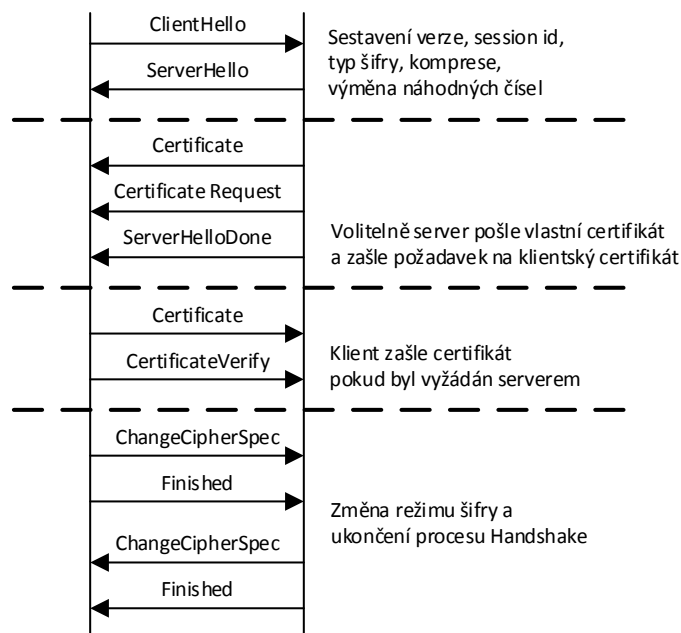 ClientHello
ServerHello
Sestavení verze, session id,
typ šifry, komprese,
výměna náhodných čísel
Certificate
Certificate Request
ServerHelloDone
Volitelně server pošle vlastní certifikát
a zašle požadavek na klientský certifikát
Certificate
CertificateVerify
Klient zašle certifikát
pokud byl vyžádán serverem
ChangeCipherSpec
Finished
ChangeCipherSpec
Finished
Změna režimu šifry a
ukončení procesu Handshake